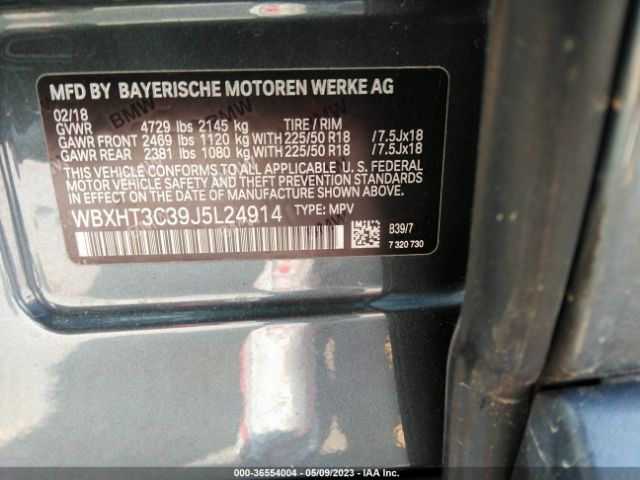 MFD BY BAYERISCHE MOTOREN WERKE AG
02/18
GVWR 4729 lbs 2145 kg TIRE / RIM
GAWR FRONT 2469 lbs 1120 kg WITH 225/50 R18 /7.5Jx18
GAWR REAR 2381 lbs 1080 kg WITH 225/50 R18 /7.5Jx18
THIS VEHICLE CONFORMS TO ALL APPLICABLE U. S. FEDERAL
MOTOR VEHICLE SAFETY AND THEFT PREVENTION STANDARDS
IN EFFECT ON THE DATE OF MANUFACTURE SHOWN ABOVE.
WBXHT3C39J5L24914 TYPE: MPV
B39/7
7 320 730
000-36554004 / 05/09/2023 - IAA Inc.